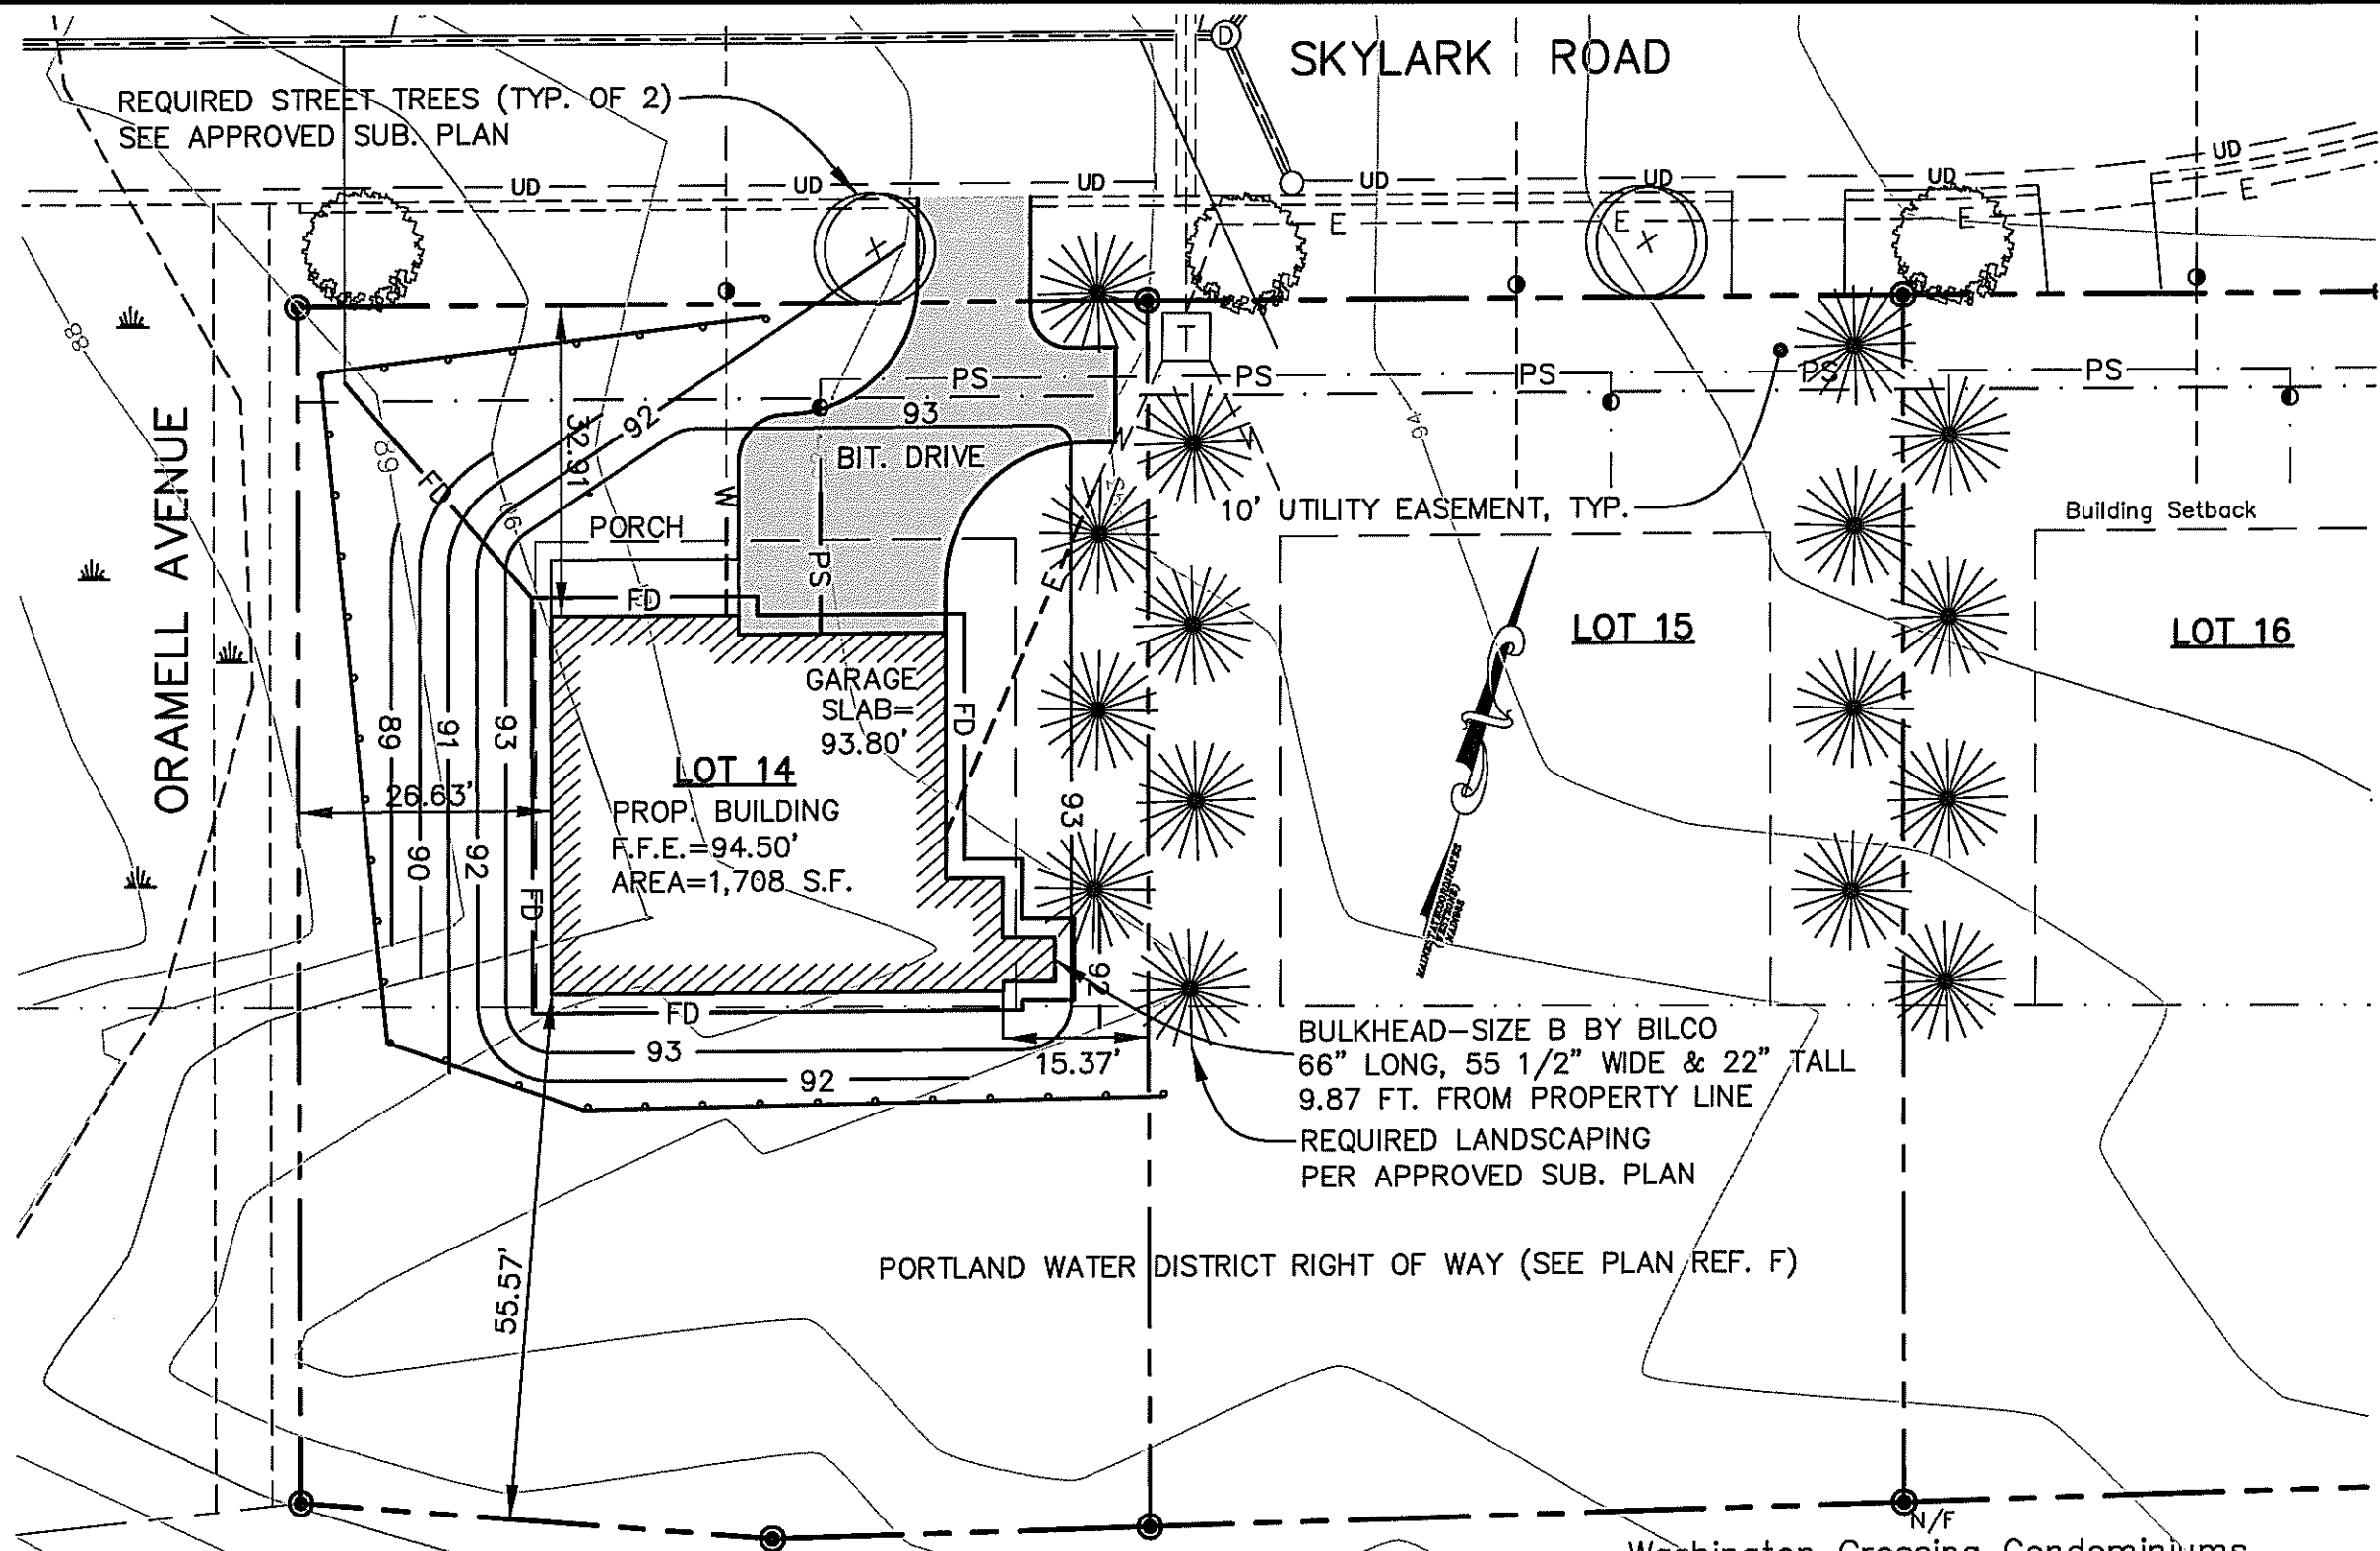 SKYLARK ROAD
D
REQUIRED STREET TREES (TYP. OF 2)
SEE APPROVED SUB. PLAN
UD
UD
UD
UD
UD
UD
UD
E
E
E
E
T
88
PS
PS
PS
PS
PS
93
92
32.91'
94
89
FD
BIT. DRIVE
W
90
ORAMELL AVENUE
PORCH
10' UTILITY EASEMENT, TYP.
Building Setback
PS
E
FD
LOT 15
LOT 16
GARAGE
SLAB=
93.80'
FD
89
91
93
LOT 14
26.63'
PROP. BUILDING
F.F.E.=94.50'
AREA=1,708 S.F.
93
90
92
FD
92
FD
93
92
15.37'
BULKHEAD-SIZE B BY BILCO
66" LONG, 55 1/2" WIDE & 22" TALL
9.87 FT. FROM PROPERTY LINE
REQUIRED LANDSCAPING
PER APPROVED SUB. PLAN
PORTLAND WATER DISTRICT RIGHT OF WAY (SEE PLAN REF. F)
55.57'
N/F
Washington Crossing Condominiums